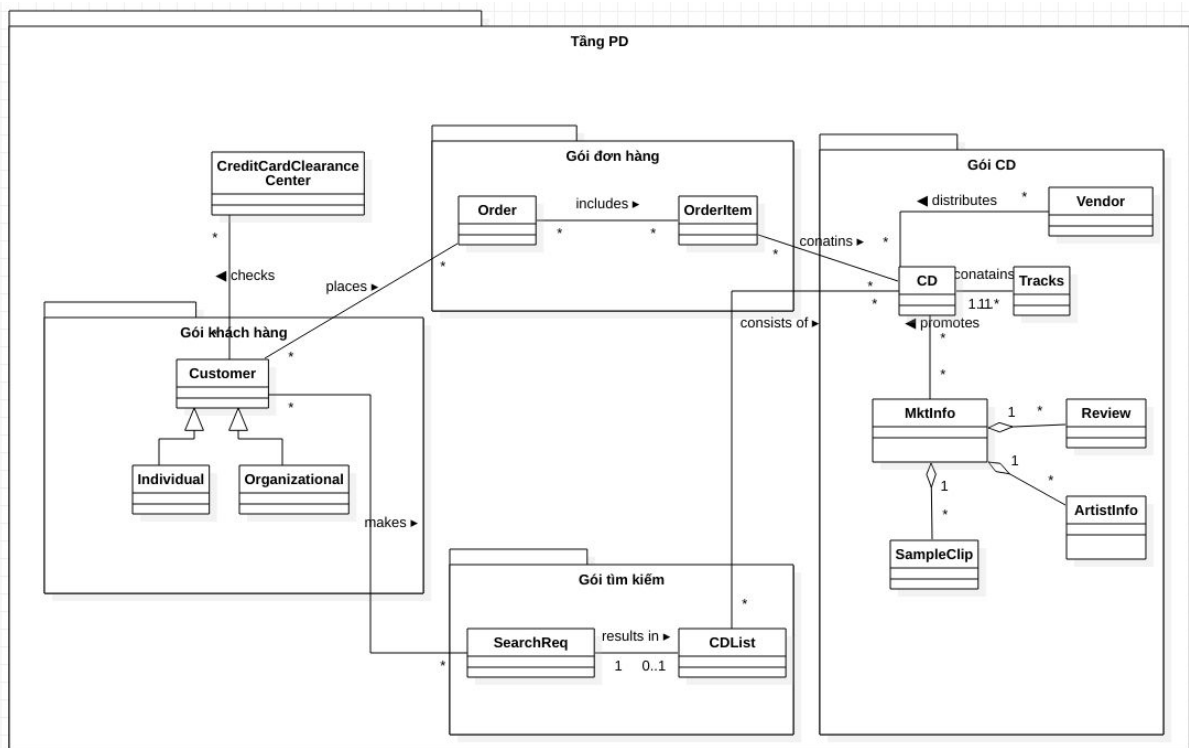 Tầng PD
CreditCardClearance
Center
*
◄ checks
*
Gói đơn hàng
Order
includes ►
*
*
OrderItem
*
*
places ►
*
conatins ►
*
Gói CD
◄ distributes
*
Vendor
*
CD
conatains
Tracks
1
1..*
*
consists of ►
◄ promotes
*
*
Gói khách hàng
Customer
*
Individual
Organizational
makes ►
MktInfo
1
*
Review
1
*
ArtistInfo
1
*
SampleClip
Gói tìm kiếm
*
SearchReq
results in ►
1
0..1
CDList
*